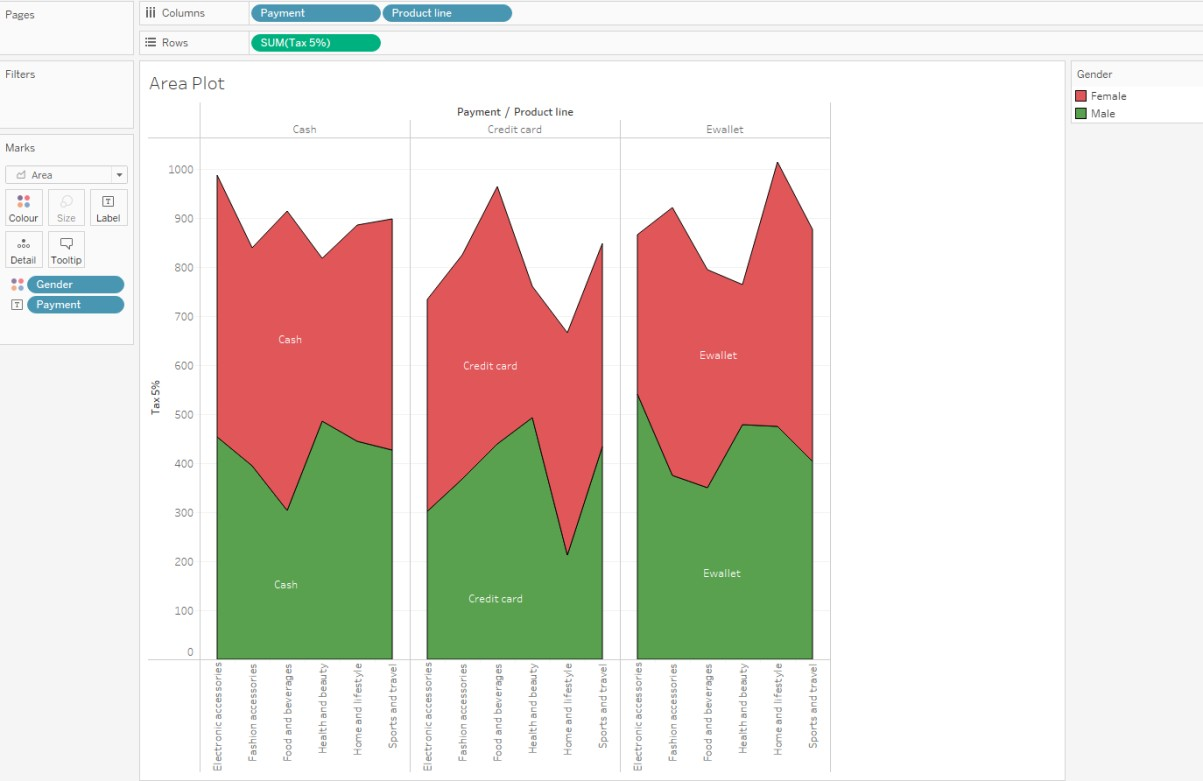 Pages
Columns
Payment
Product line
Rows
SUM(Tax 5%)
Filters
Marks
Area
Colour
Size
Label
Detail
Tooltip
Gender
Payment
Area Plot
Payment / Product line
Cash
Credit card
Ewallet
Tax 5%
1000
900
800
700
600
500
400
300
200
100
0
Cash
Credit card
Ewallet
Cash
Credit card
Ewallet
Electronic accessories
Fashion accessories
Food and beverages
Health and beauty
Home and lifestyle
Sports and travel
Electronic accessories
Fashion accessories
Food and beverages
Health and beauty
Home and lifestyle
Sports and travel
Electronic accessories
Fashion accessories
Food and beverages
Health and beauty
Home and lifestyle
Sports and travel
Gender
Female
Male